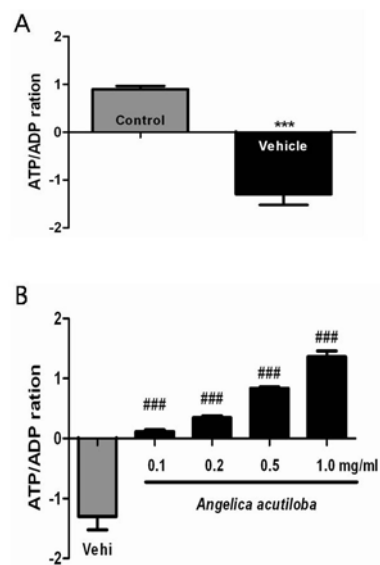 A
2
1
0
-1
-2
ATP/ADP ration
Control
***
Vehicle
B
2
1
0
-1
-2
ATP/ADP ration
###
###
###
###
0.1 0.2 0.5 1.0 mg/ml
Angelica acutiloba
Vehi